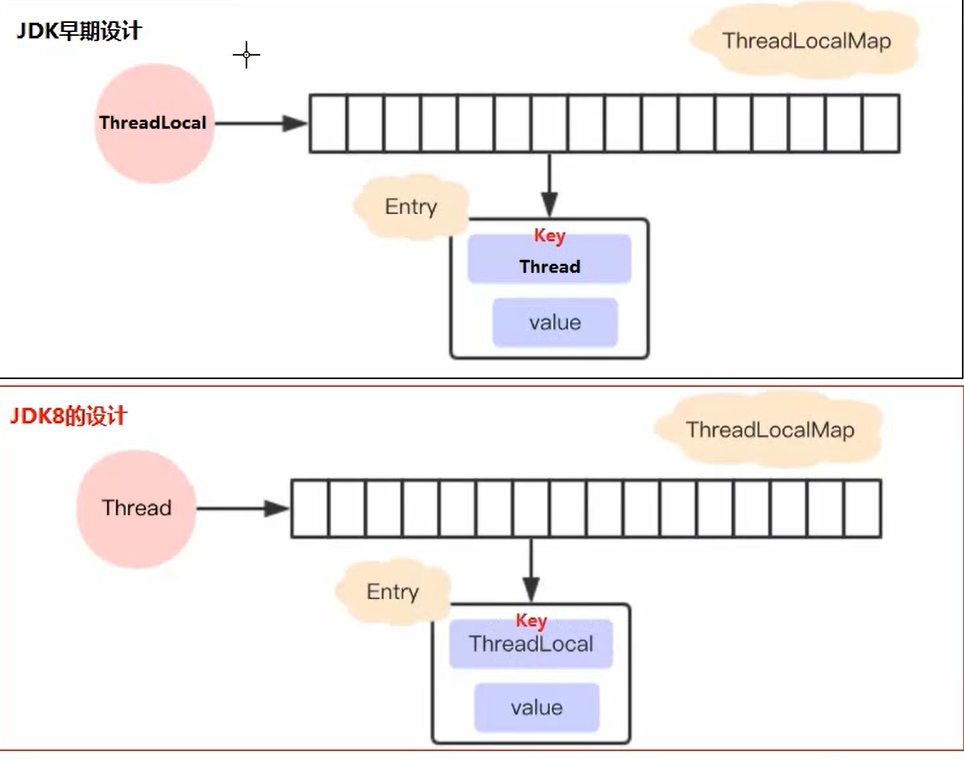 JDK早期设计
ThreadLocalMap
ThreadLocal
Entry
Key
Thread
value
JDK8的设计
ThreadLocalMap
Thread
Entry
Key
ThreadLocal
value